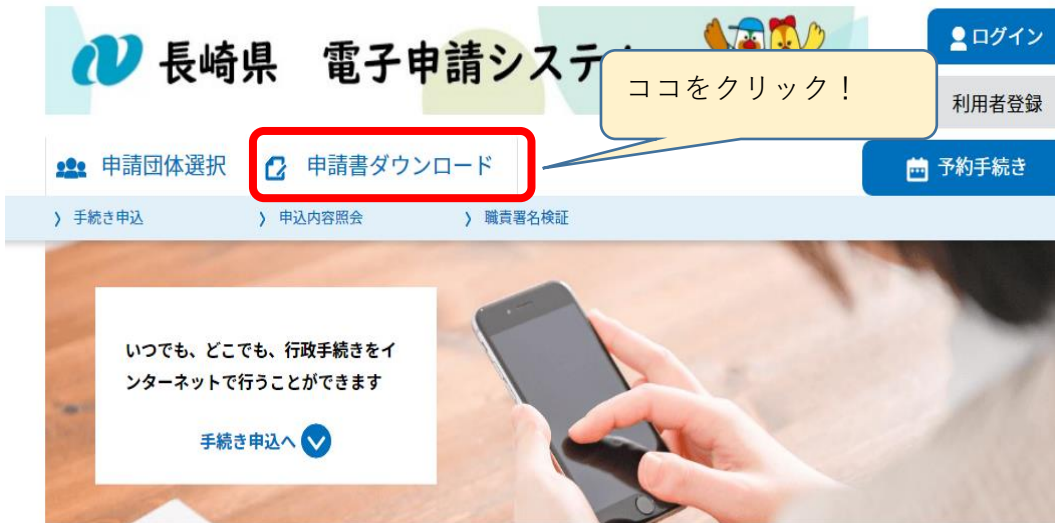 長崎県 電子申請システ
ココをクリック！
ログイン
利用者登録
申請団体選択
申請書ダウンロード
予約手続き
手続き申込
申込内容照会
職責署名検証
いつでも、どこでも、行政手続きをイ
ンターネットで行うことができます
手続き申込へ